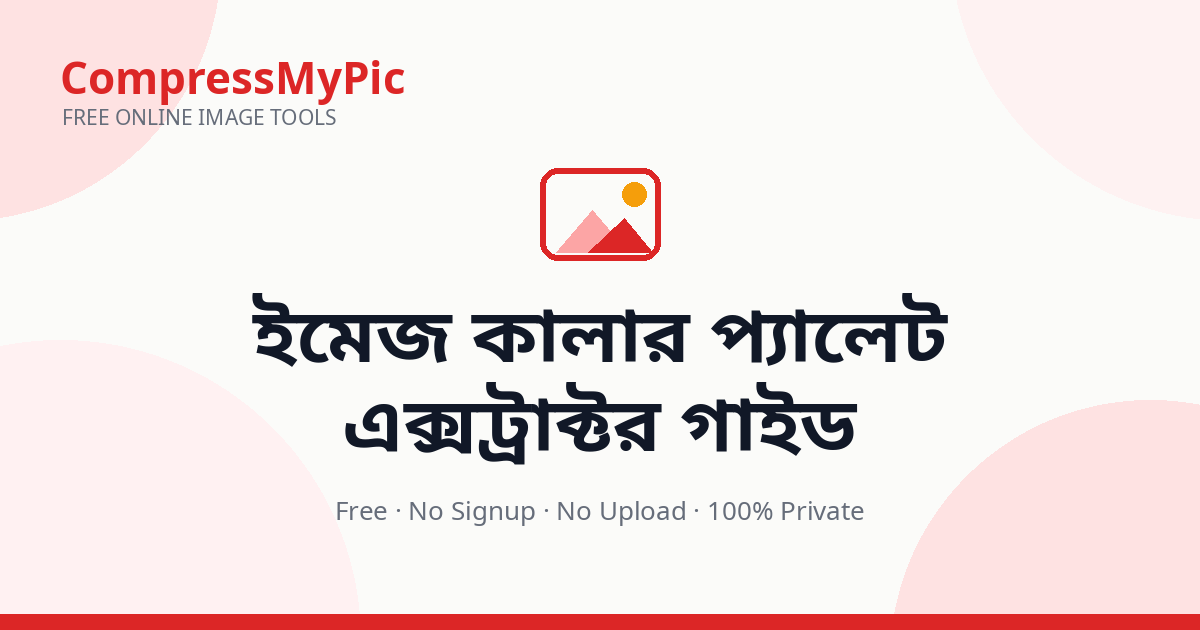 CompressMyPic
FREE ONLINE IMAGE TOOLS
ইমেজ কালার প্যালেট
এক্সট্রাক্টর গাইড
Free · No Signup · No Upload · 100% Private